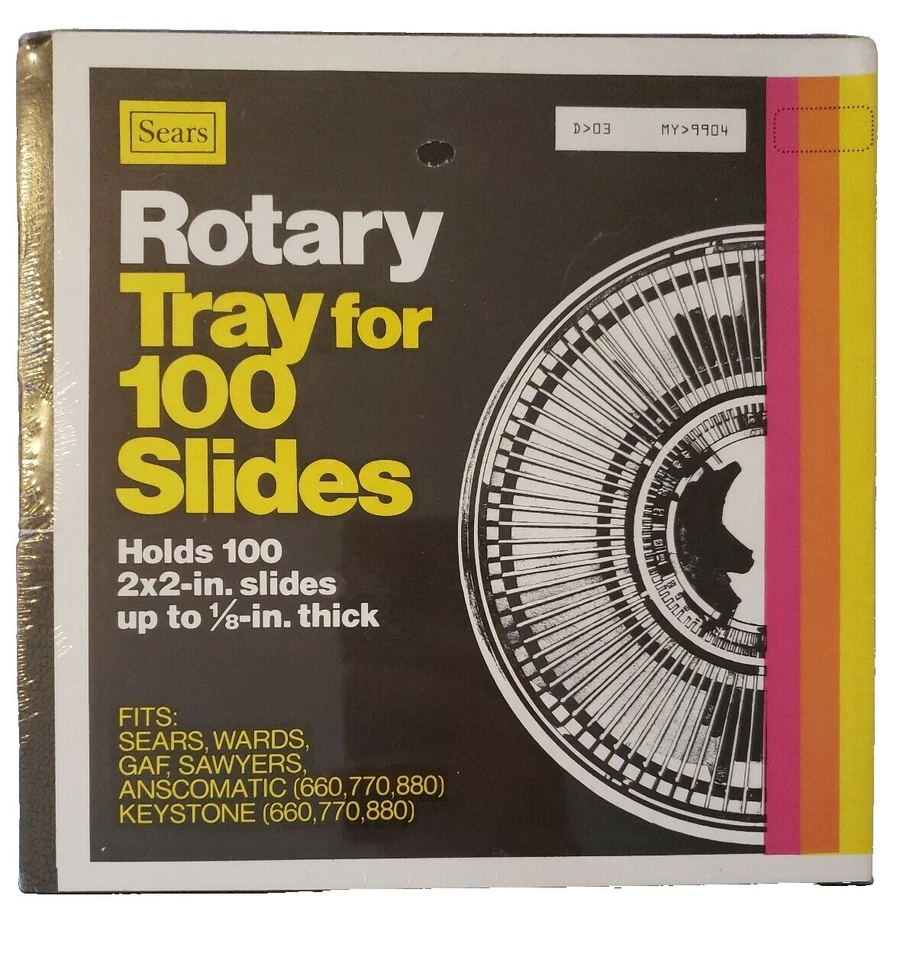 Sears
D>03 MY>9904
Rotary
Tray for
100
Slides
Holds 100
2x2-in. slides
up to ⅛-in. thick
FITS:
SEARS, WARDS,
GAF, SAWYERS,
ANSCOMATIC (660,770,880)
KEYSTONE (660,770,880)